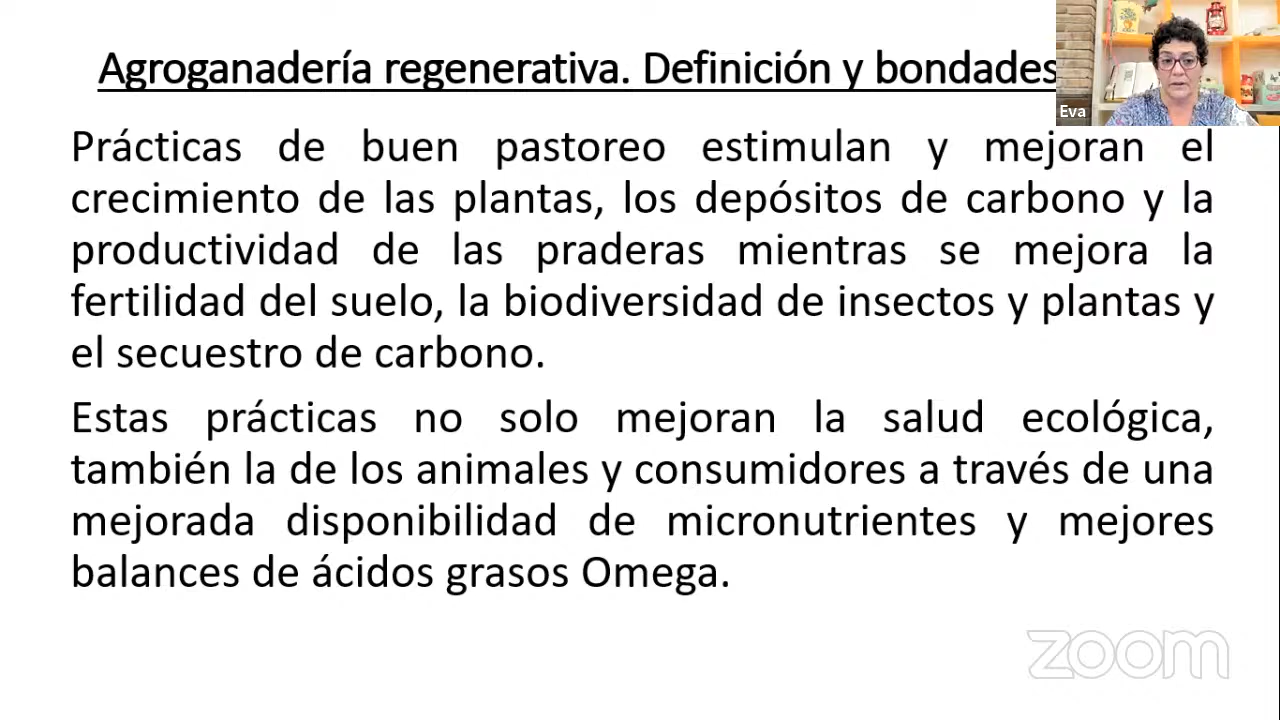 Agroganadería regenerativa. Definición y bondades
Eva
Prácticas de buen pastoreo estimulan y mejoran el
crecimiento de las plantas, los depósitos de carbono y la
productividad de las praderas mientras se mejora la
fertilidad del suelo, la biodiversidad de insectos y plantas y
el secuestro de carbono.
Estas prácticas no solo mejoran la salud ecológica,
también la de los animales y consumidores a través de una
mejorada disponibilidad de micronutrientes y mejores
balances de ácidos grasos Omega.
zoom